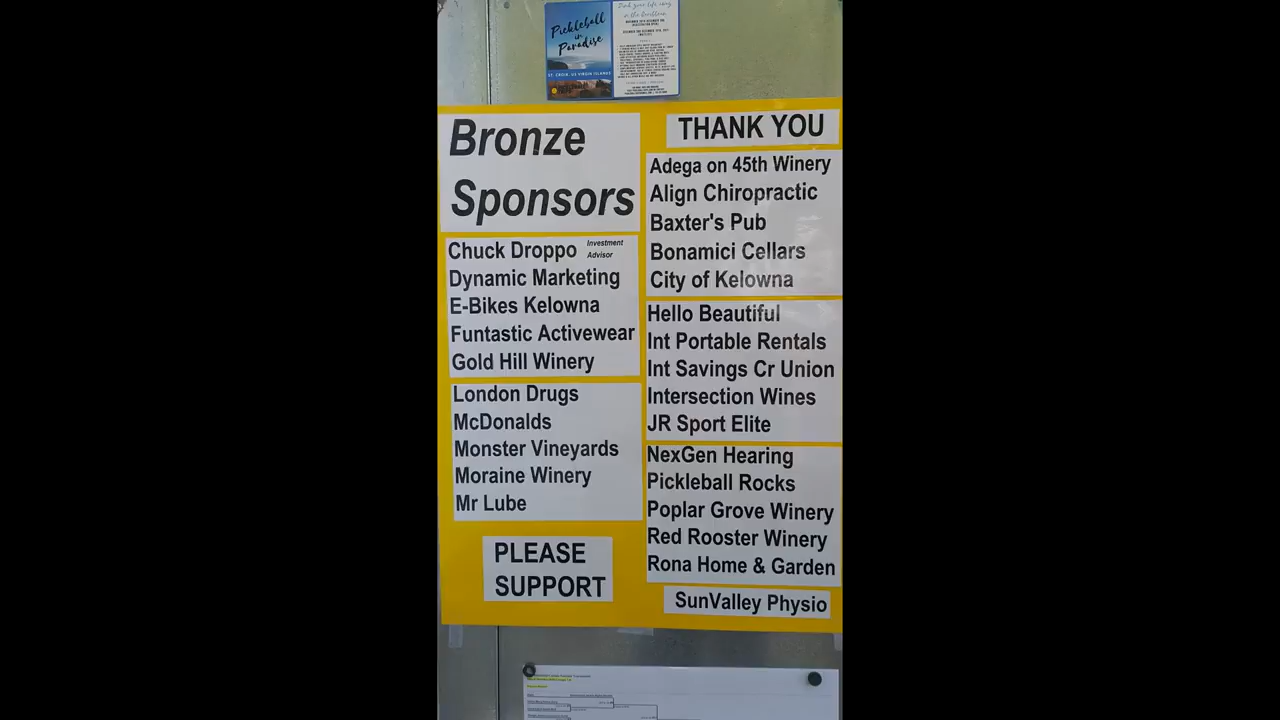 Pickleball
in
Paradise
ST. CROIX, US VIRGIN ISLANDS
Bronze
Sponsors
Chuck Droppo Investment Advisor
Dynamic Marketing
E-Bikes Kelowna
Funtastic Activewear
Gold Hill Winery
London Drugs
McDonalds
Monster Vineyards
Moraine Winery
Mr Lube
PLEASE
SUPPORT
THANK YOU
Adega on 45th Winery
Align Chiropractic
Baxter's Pub
Bonamici Cellars
City of Kelowna
Hello Beautiful
Int Portable Rentals
Int Savings Cr Union
Intersection Wines
JR Sport Elite
NexGen Hearing
Pickleball Rocks
Poplar Grove Winery
Red Rooster Winery
Rona Home & Garden
SunValley Physio